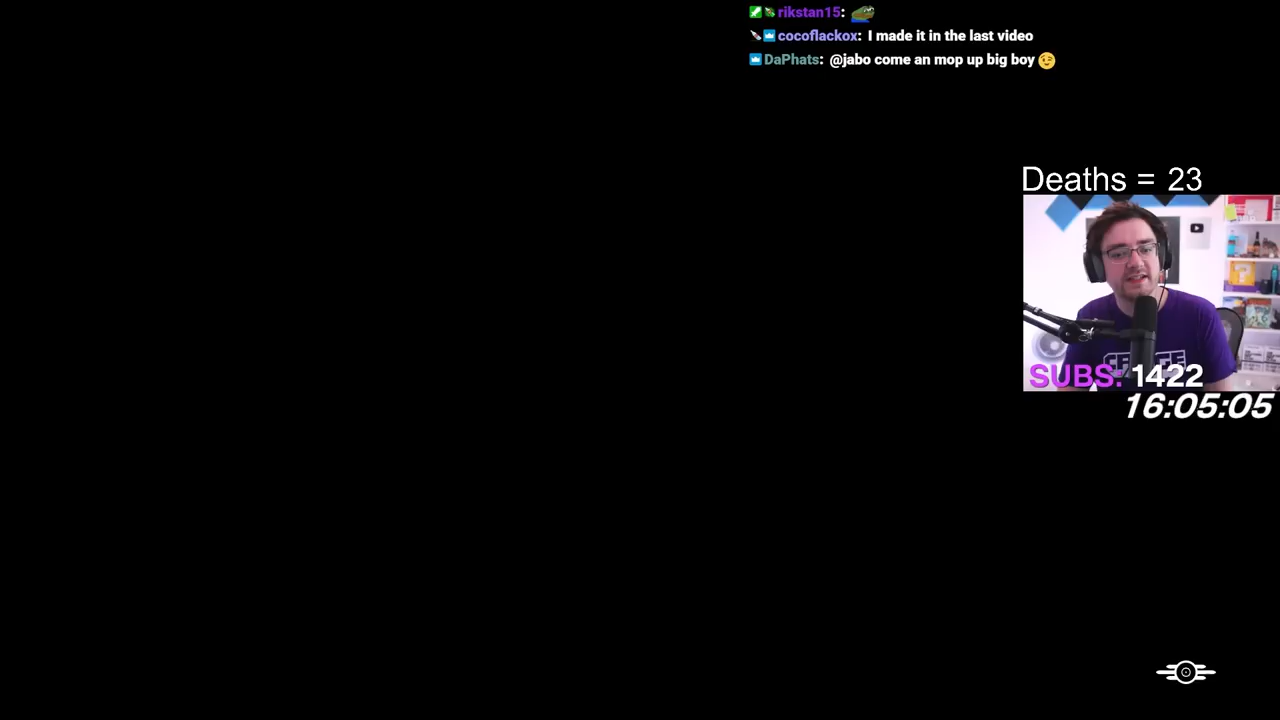 rikstan15:
cocoflackox: I made it in the last video
DaPhats: @jabo come an mop up big boy
Deaths = 23
SUBS: 1422
16:05:05